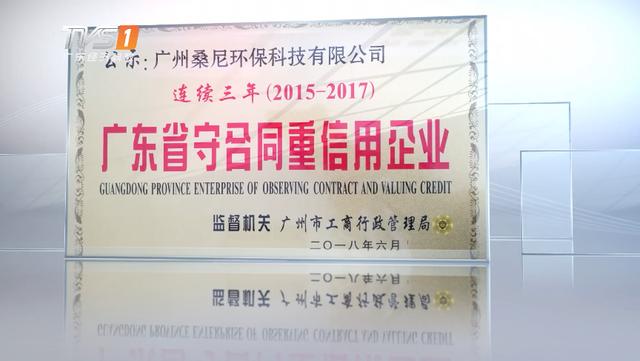 TVS1
公示:广州桑尼环保科技有限公司
连续三年(2015-2017)
广东省守合同重信用企业
GUANGDONG PROVINCE ENTERPRISE OF OBSERVING CONTRACT AND VALUING CREDIT
监督机关 广州市工商行政管理局
二〇一八年六月